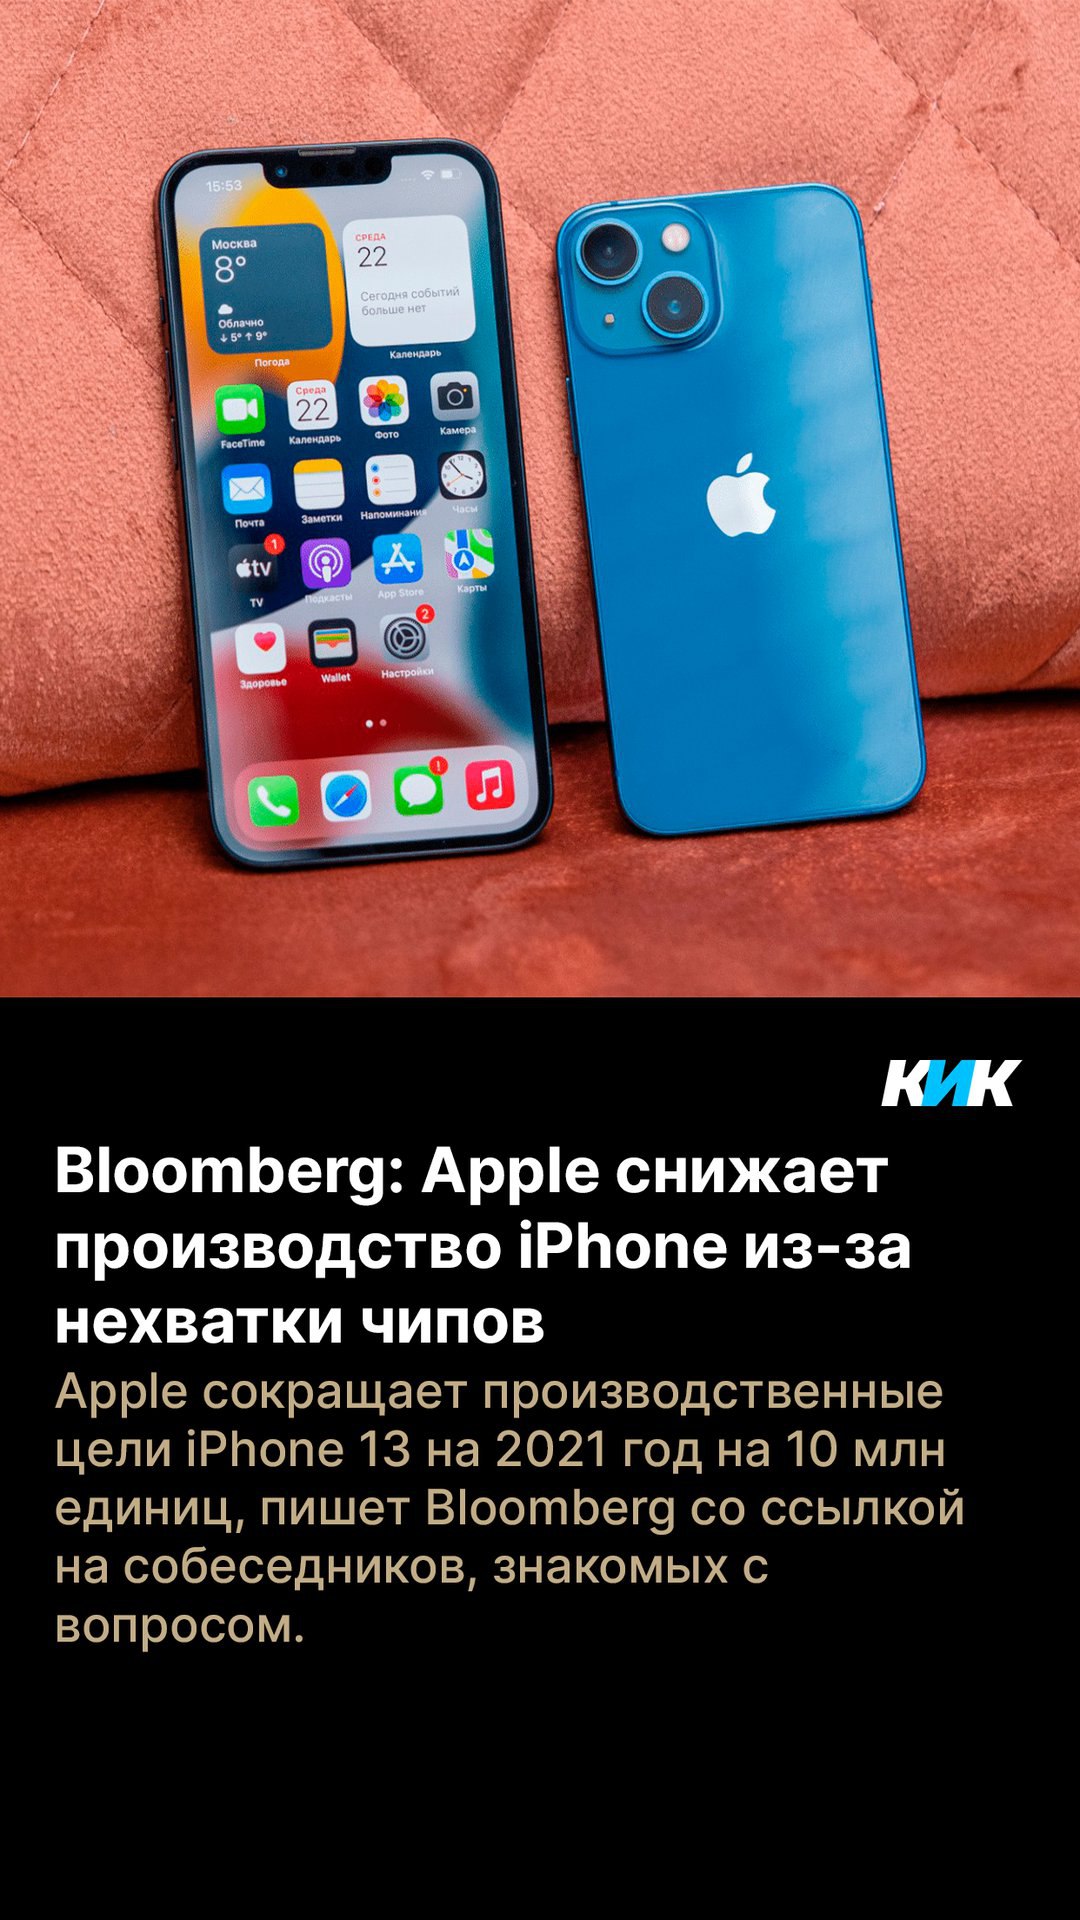 15:53
Москва
8°
Облачно
↓ 5° ↑ 9°
Погода
СРЕДА
22
Сегодня событий
больше нет
Календарь
FaceTime
Среда
22
Календарь
Фото
Камера
Почта
Заметки
Напоминания
Часы
1
tv
TV
Подкасты
App Store
Карты
2
Здоровье
Wallet
Настройки
!
КИК
Bloomberg: Apple снижает
производство iPhone из-за
нехватки чипов
Apple сокращает производственные
цели iPhone 13 на 2021 год на 10 млн
единиц, пишет Bloomberg со ссылкой
на собеседников, знакомых с
вопросом.